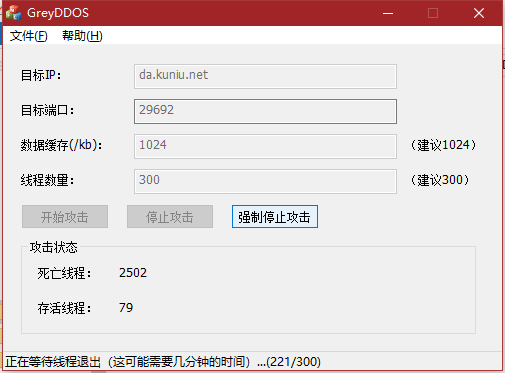 GreyDDOS
文件(F) 帮助(H)
目标IP： da.kuniu.net
目标端口： 29692
数据缓存(/kb)： 1024 （建议1024）
线程数量： 300 （建议300）
开始攻击 停止攻击 强制停止攻击
攻击状态
死亡线程： 2502
存活线程： 79
正在等待线程退出（这可能需要几分钟的时间）...(221/300)